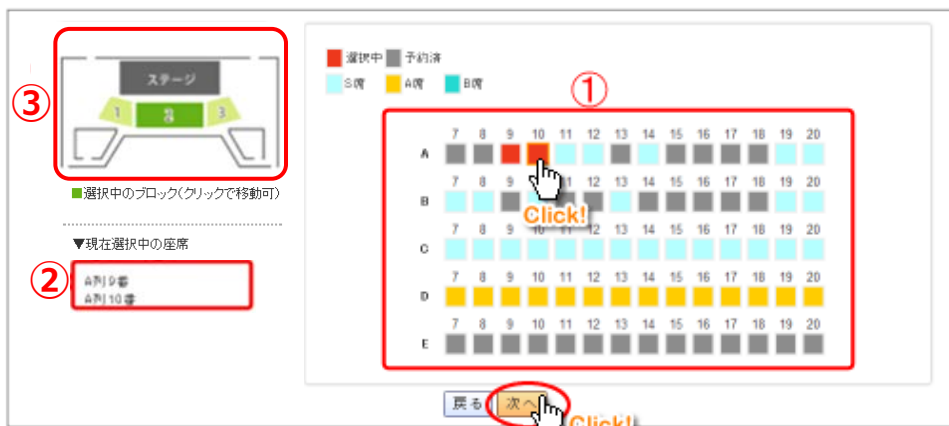 選択中 予約済
S席 A席 B席
①
③
ステージ
1 2 3
■選択中のブロック(クリックで移動可)
▼現在選択中の座席
②
A列9番
A列10番
7 8 9 10 11 12 13 14 15 16 17 18 19 20
A
7 8 9 11 12 13 14 15 16 17 18 19 20
B
Click!
7 8 9 10 11 12 13 14 15 16 17 18 19 20
C
7 8 9 10 11 12 13 14 15 16 17 18 19 20
D
7 8 9 10 11 12 13 14 15 16 17 18 19 20
E
戻る 次へ
Click!